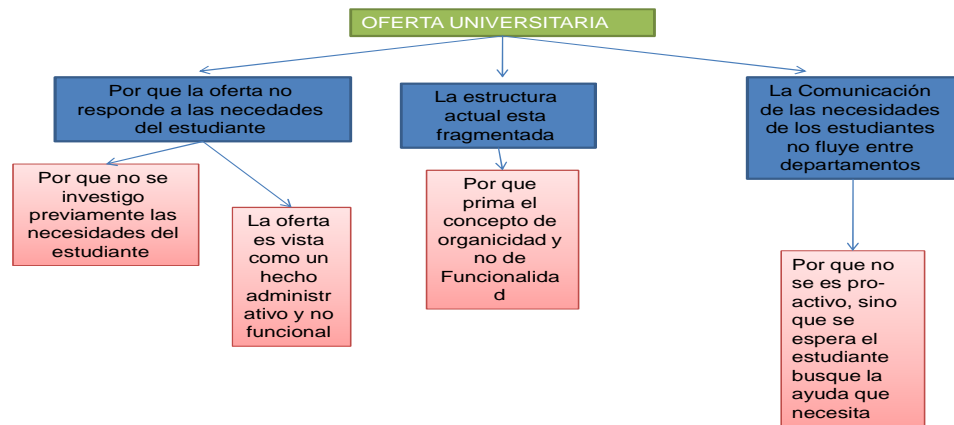 OFERTA UNIVERSITARIA
Por que la oferta no
responde a las necedades
del estudiante
La estructura
actual esta
fragmentada
La Comunicación
de las necesidades
de los estudiantes
no fluye entre
departamentos
Por que no se
investigo
previamente las
necesidades del
estudiante
La oferta
es vista
como un
hecho
administr
ativo y no
funcional
Por que
prima el
concepto de
organicidad y
no de
Funcionalida
d
Por que no
se es pro-
activo, sino
que se
espera el
estudiante
busque la
ayuda que
necesita